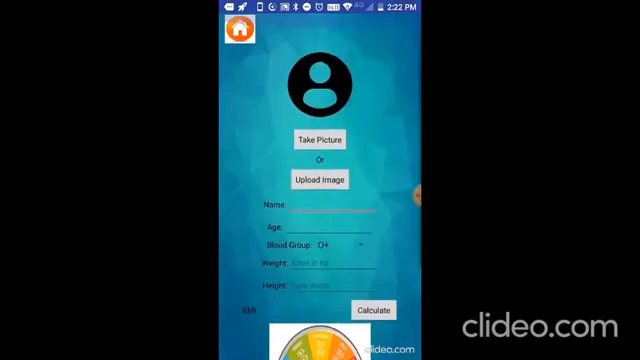 2:22 PM
Take Picture
Or
Upload Image
Name:
Age:
Blood Group: O+
Weight: Enter in Kg
Height: Type in cm
BMI Calculate
clideo.com
clideo.com